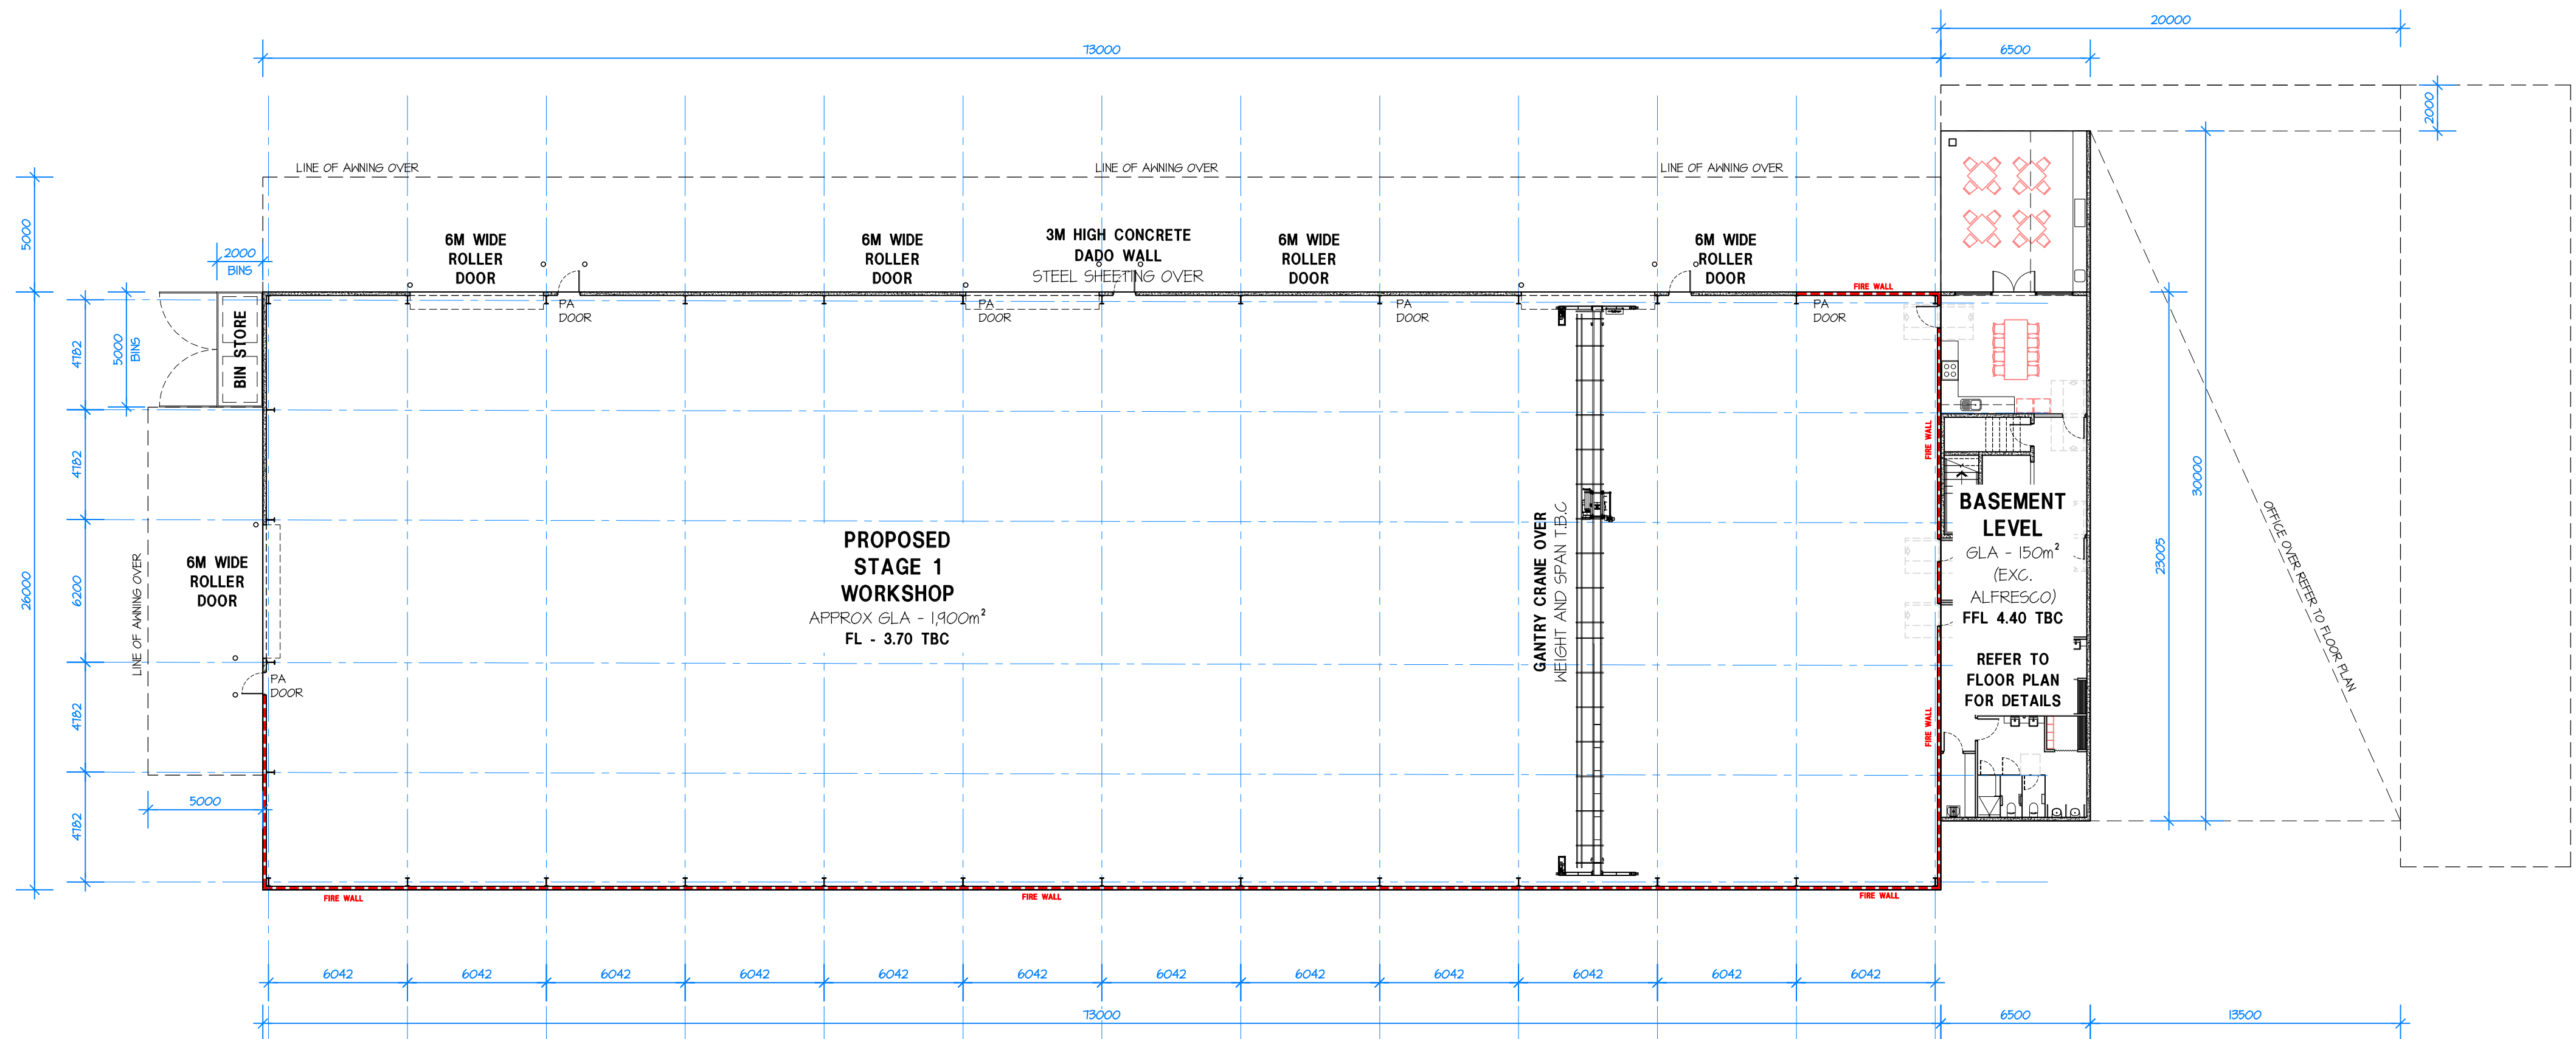 20000
73000
6500
2000
LINE OF AWNING OVER
LINE OF AWNING OVER
LINE OF AWNING OVER
5000
6M WIDE
ROLLER
DOOR
6M WIDE
ROLLER
DOOR
3M HIGH CONCRETE
DADO WALL
STEEL SHEETING OVER
6M WIDE
ROLLER
DOOR
6M WIDE
ROLLER
DOOR
2000
BINS
FIRE WALL
PA
DOOR
PA
DOOR
PA
DOOR
PA
DOOR
BIN STORE
5000
BINS
4782
4782
6200
4782
4782
26000
FIRE WALL
FIRE WALL
30000
23005
OFFICE OVER REFER TO FLOOR PLAN
BASEMENT
LEVEL
GLA - 150m²
(EXC.
ALFRESCO)
FFL 4.40 TBC
REFER TO
FLOOR PLAN
FOR DETAILS
GANTRY CRANE OVER
WEIGHT AND SPAN T.B.C
PROPOSED
STAGE 1
WORKSHOP
APPROX GLA - 1,900m²
FL - 3.70 TBC
6M WIDE
ROLLER
DOOR
LINE OF AWNING OVER
PA
DOOR
5000
FIRE WALL
FIRE WALL
FIRE WALL
6042
6042
6042
6042
6042
6042
6042
6042
6042
6042
6042
6042
73000
6500
13500